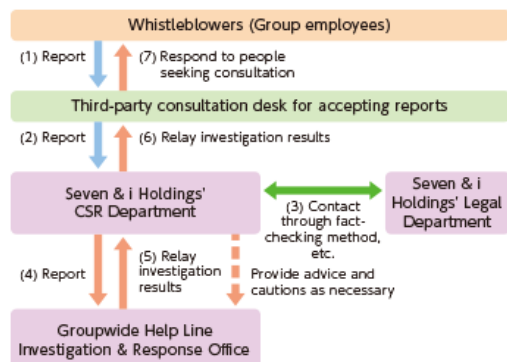 Whistleblowers (Group employees)
(1) Report
(7) Respond to people
seeking consultation
Third-party consultation desk for accepting reports
(2) Report
(6) Relay investigation results
Seven & i Holdings'
CSR Department
(3) Contact
through fact-
checking method,
etc.
Seven & i
Holdings' Legal
Department
(4) Report
(5) Relay
investigation
results
Provide advice and
cautions as necessary
Groupwide Help Line
Investigation & Response Office